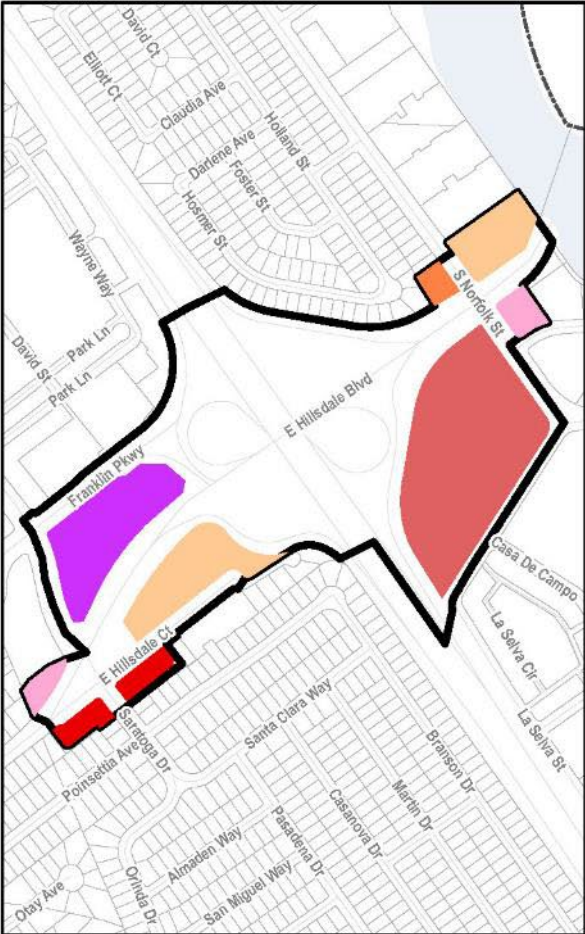 David Ct
Elliott Ct
Claudia Ave
Holland St
Darlene Ave
Foster St
Hosmer St
Wayne Way
S Norfolk St
Park Ln
David St
Park Ln
E Hillsdale Blvd
Franklin Pkwy
Casa De Campo
La Selva Cir
E Hillsdale Ct
Saratoga Dr
Santa Clara Way
La Selva St
Poinsettia Ave
Branson Dr
Martin Dr
Casanova Dr
Pasadena Dr
Almaden Way
Otay Ave
Orinda Dr
San Miguel Way